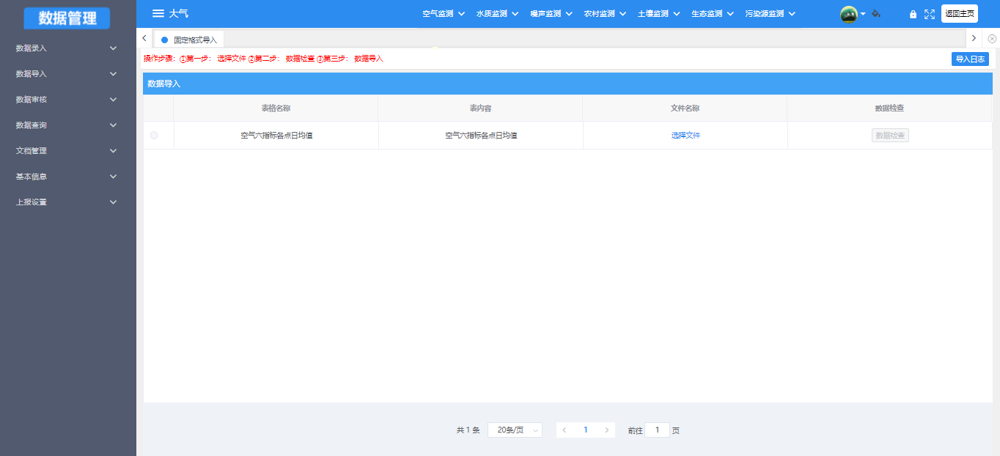 数据管理
大气
空气监测 水质监测 噪声监测 农村监测 土壤监测 生态监测 污染源监测
返回主页
数据录入
数据导入
数据审核
数据查询
文档管理
基本信息
上报设置
固定格式导入
操作步骤: ①第一步: 选择文件 ②第二步: 数据检查 ③第三步: 数据导入
导入日志
数据导入
表格名称 表内容 文件名称 数据检查
空气六指标各点日均值 空气六指标各点日均值 选择文件 数据检查
共 1 条 20条/页 1 前往 1 页